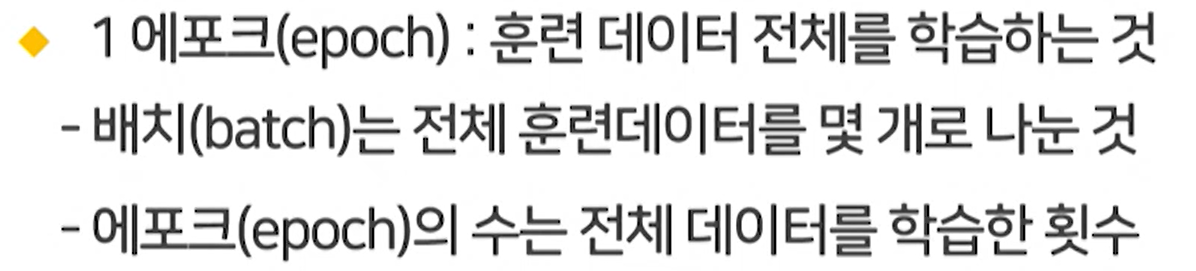 ◆ 1 에포크(epoch) : 훈련 데이터 전체를 학습하는 것
- 배치(batch)는 전체 훈련데이터를 몇 개로 나눈 것
- 에포크(epoch)의 수는 전체 데이터를 학습한 횟수